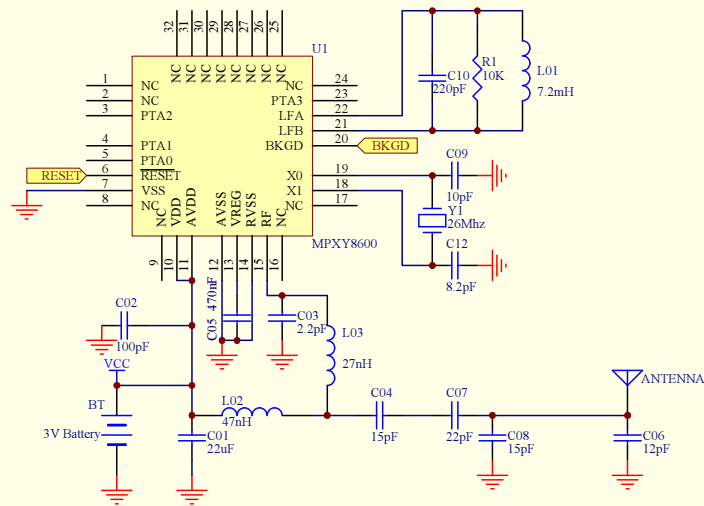 32 31 30 29 28 27 26 25
U1
NC NC NC NC NC NC NC NC
1 NC NC 24
2 NC PTA3 23
3 PTA2 LFA 22
LFB 21
4 PTA1 BKGD 20 BKGD
5 PTA0
RESET 6 RESET X0 19
7 VSS X1 18
8 NC NC 17
NC VDD AVDD AVSS VREG RVSS RF NC
MPXY8600
9 10 11 12 13 14 15 16
C10
220pF
R1
10K
L01
7.2mH
C09
10pF
Y1
26Mhz
C12
8.2pF
C02
100pF
C05 470nF
C03
2.2pF
L03
27nH
VCC
BT
3V Battery
L02
47nH
C01
22uF
C04
15pF
C07
22pF
C08
15pF
ANTENNA
C06
12pF